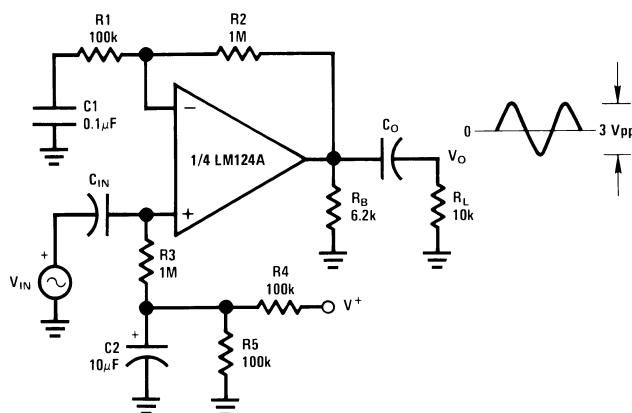 R1
100k
R2
1M
C1
0.1μF
−
1/4 LM124A
+
CO
0
3 Vpp
VO
CIN
RB
6.2k
RL
10k
R3
1M
+
VIN
R4
100k
V+
+
C2
10μF
R5
100k